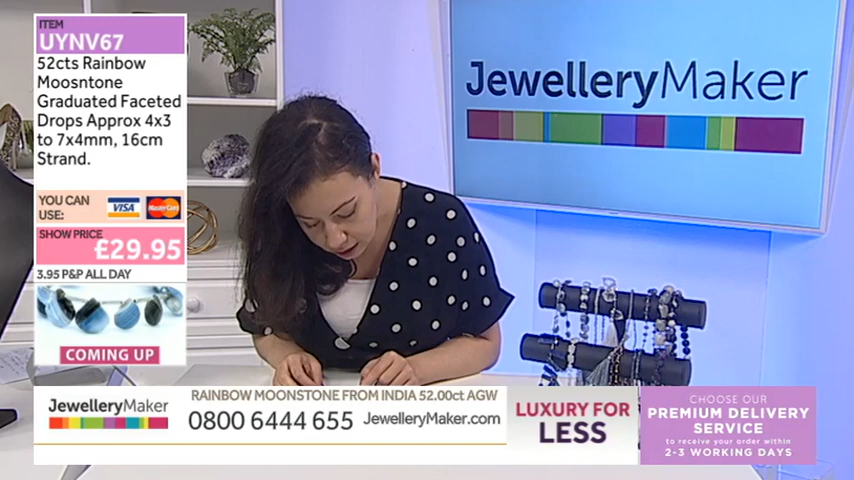 ITEM
UYNV67
52cts Rainbow
Moosntone
Graduated Faceted
Drops Approx 4x3
to 7x4mm, 16cm
Strand.
YOU CAN
USE:
VISA
MasterCard
SHOW PRICE
£29.95
3.95 P&P ALL DAY
COMING UP
JewelleryMaker
JewelleryMaker
RAINBOW MOONSTONE FROM INDIA 52.00ct AGW
0800 6444 655
JewelleryMaker.com
LUXURY FOR
LESS
CHOOSE OUR
PREMIUM DELIVERY
SERVICE
to receive your order within
2-3 WORKING DAYS